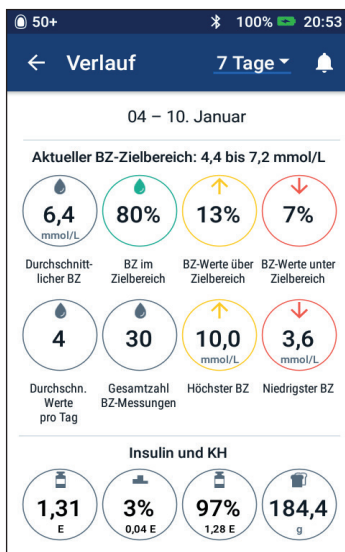 50+ 100% 20:53
Verlauf 7 Tage
04 – 10. Januar
Aktueller BZ-Zielbereich: 4,4 bis 7,2 mmol/L
6,4 80% 13% 7%
mmol/L
Durchschnitt- BZ im BZ-Werte über BZ-Werte unter
licher BZ Zielbereich Zielbereich Zielbereich
4 30 10,0 3,6
mmol/L mmol/L
Durchschn. Gesamtzahl Höchster BZ Niedrigster BZ
Werte BZ-Messungen
pro Tag
Insulin und KH
1,31 3% 97% 184,4
E 0,04 E 1,28 E g